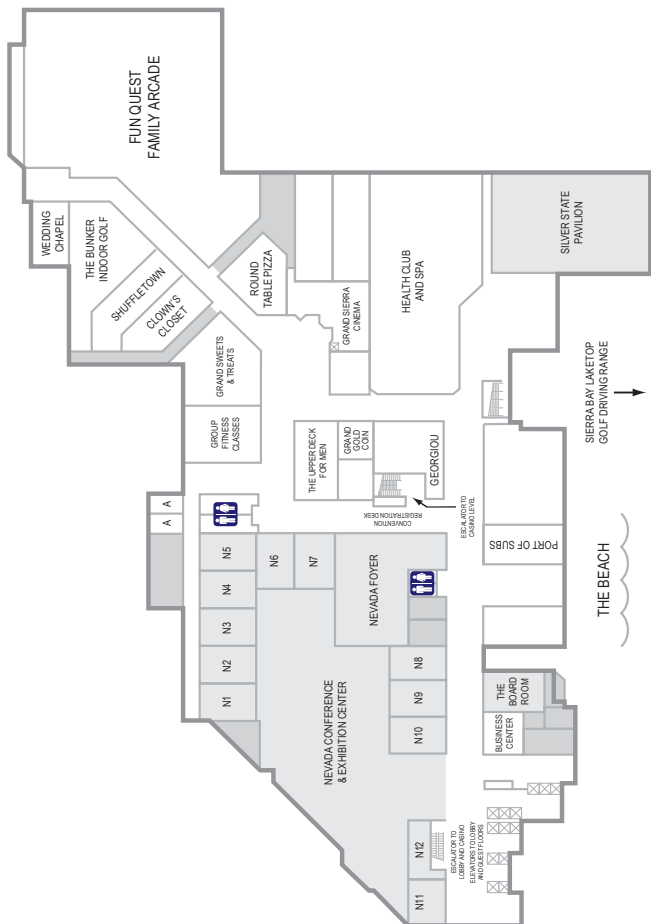 FUN QUEST
FAMILY ARCADE
WEDDING
CHAPEL
THE BUNKER
INDOOR GOLF
SHUFFLETOWN
CLOWN'S
CLOSET
ROUND
TABLE PIZZA
GRAND SIERRA
CINEMA
HEALTH CLUB
AND SPA
SILVER STATE
PAVILION
GRAND SWEETS
& TREATS
GROUP
FITNESS
CLASSES
THE UPPER DECK
FOR MEN
GRAND
GOLD
COIN
GEORGIOU
SIERRA BAY LAKETOP
GOLF DRIVING RANGE
A
A
CONVENTION
REGISTRATION DESK
ESCALATOR TO
CASINO LEVEL
N5
N6
N7
N4
N3
N2
N1
NEVADA FOYER
PORT OF SUBS
THE BEACH
NEVADA CONFERENCE
& EXHIBITION CENTER
N8
N9
N10
THE
BOARD
ROOM
BUSINESS
CENTER
N12
N11
ESCALATOR TO
LOBBY AND CASINO
ELEVATORS TO LOBBY
AND GUEST FLOORS